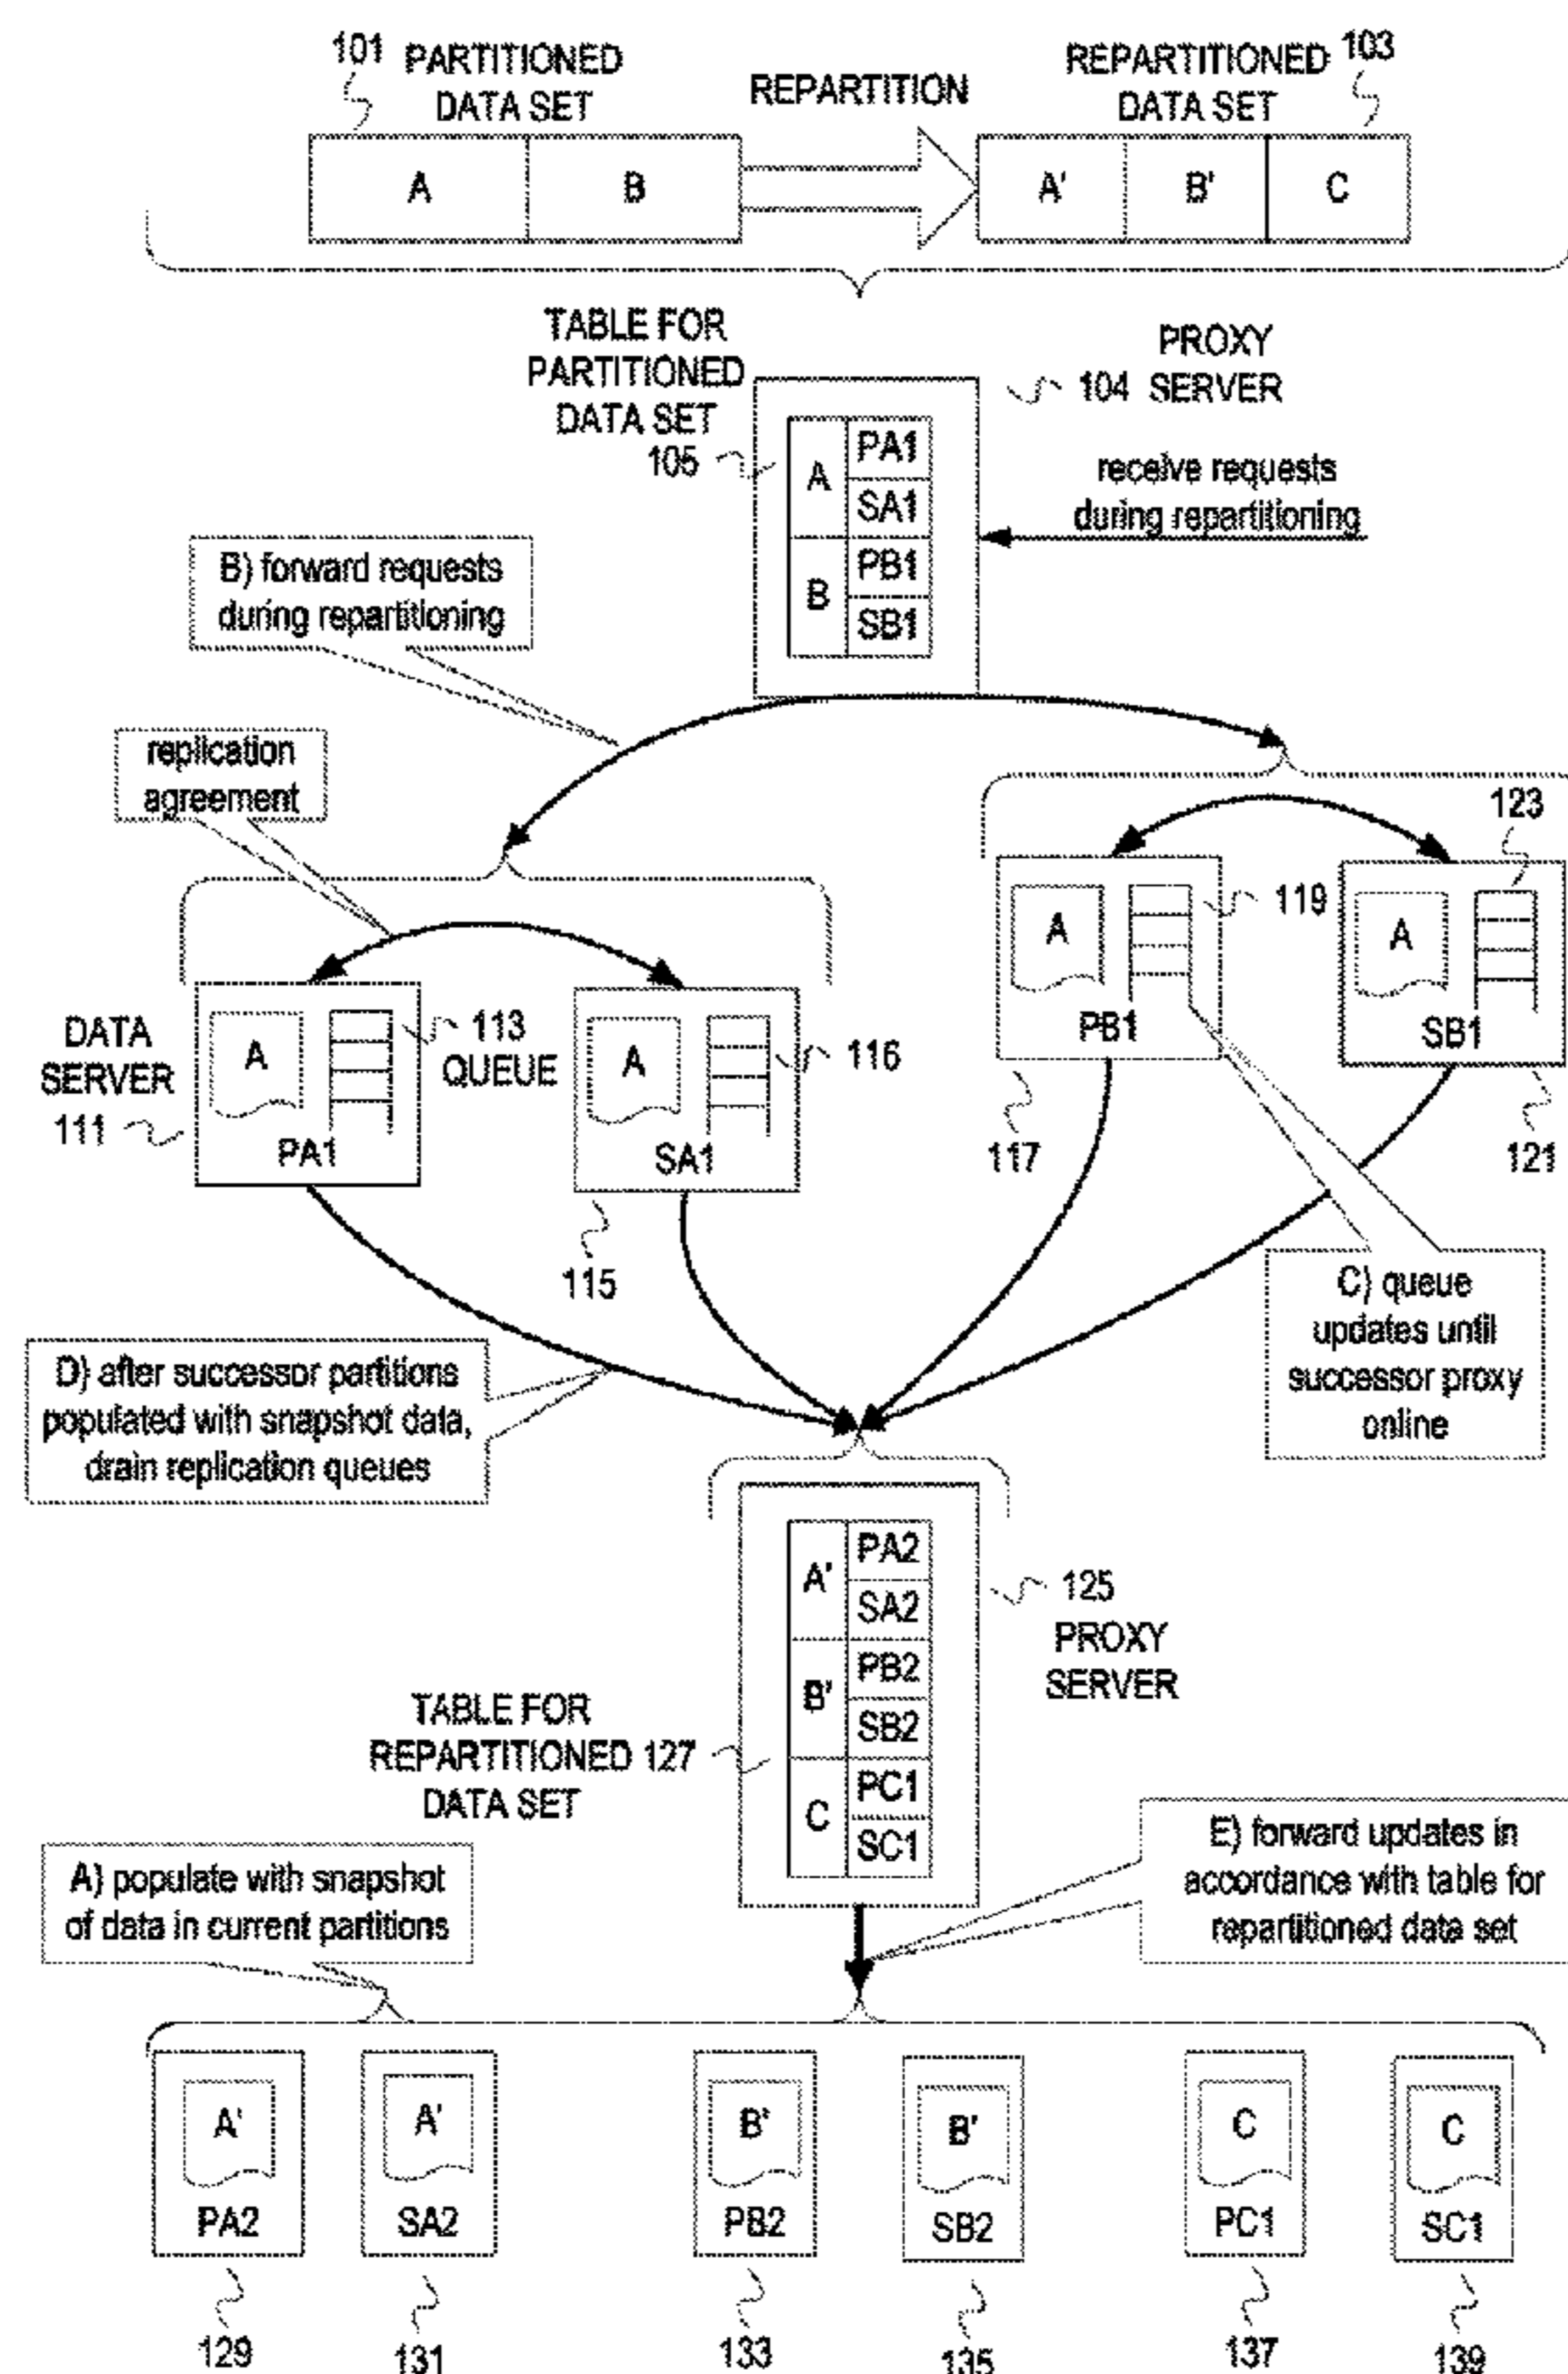 101 PARTITIONED
DATA SET
REPARTITION
REPARTITIONED 103
DATA SET
A
B
A'
B'
C
TABLE FOR
PARTITIONED
DATA SET
105
PROXY
104 SERVER
A
PA1
SA1
B
PB1
SB1
receive requests
during repartitioning
B) forward requests
during repartitioning
replication
agreement
DATA
SERVER
111
A
PA1
113
QUEUE
A
SA1
116
115
A
PB1
119
117
123
A
SB1
121
C) queue
updates until
successor proxy
online
D) after successor partitions
populated with snapshot data,
drain replication queues
A'
PA2
SA2
B'
PB2
SB2
C
PC1
SC1
125
PROXY
SERVER
TABLE FOR
REPARTITIONED 127
DATA SET
A) populate with snapshot
of data in current partitions
E) forward updates in
accordance with table for
repartitioned data set
A'
PA2
A'
SA2
B'
PB2
B'
SB2
C
PC1
C
SC1
129
131
133
135
137
139